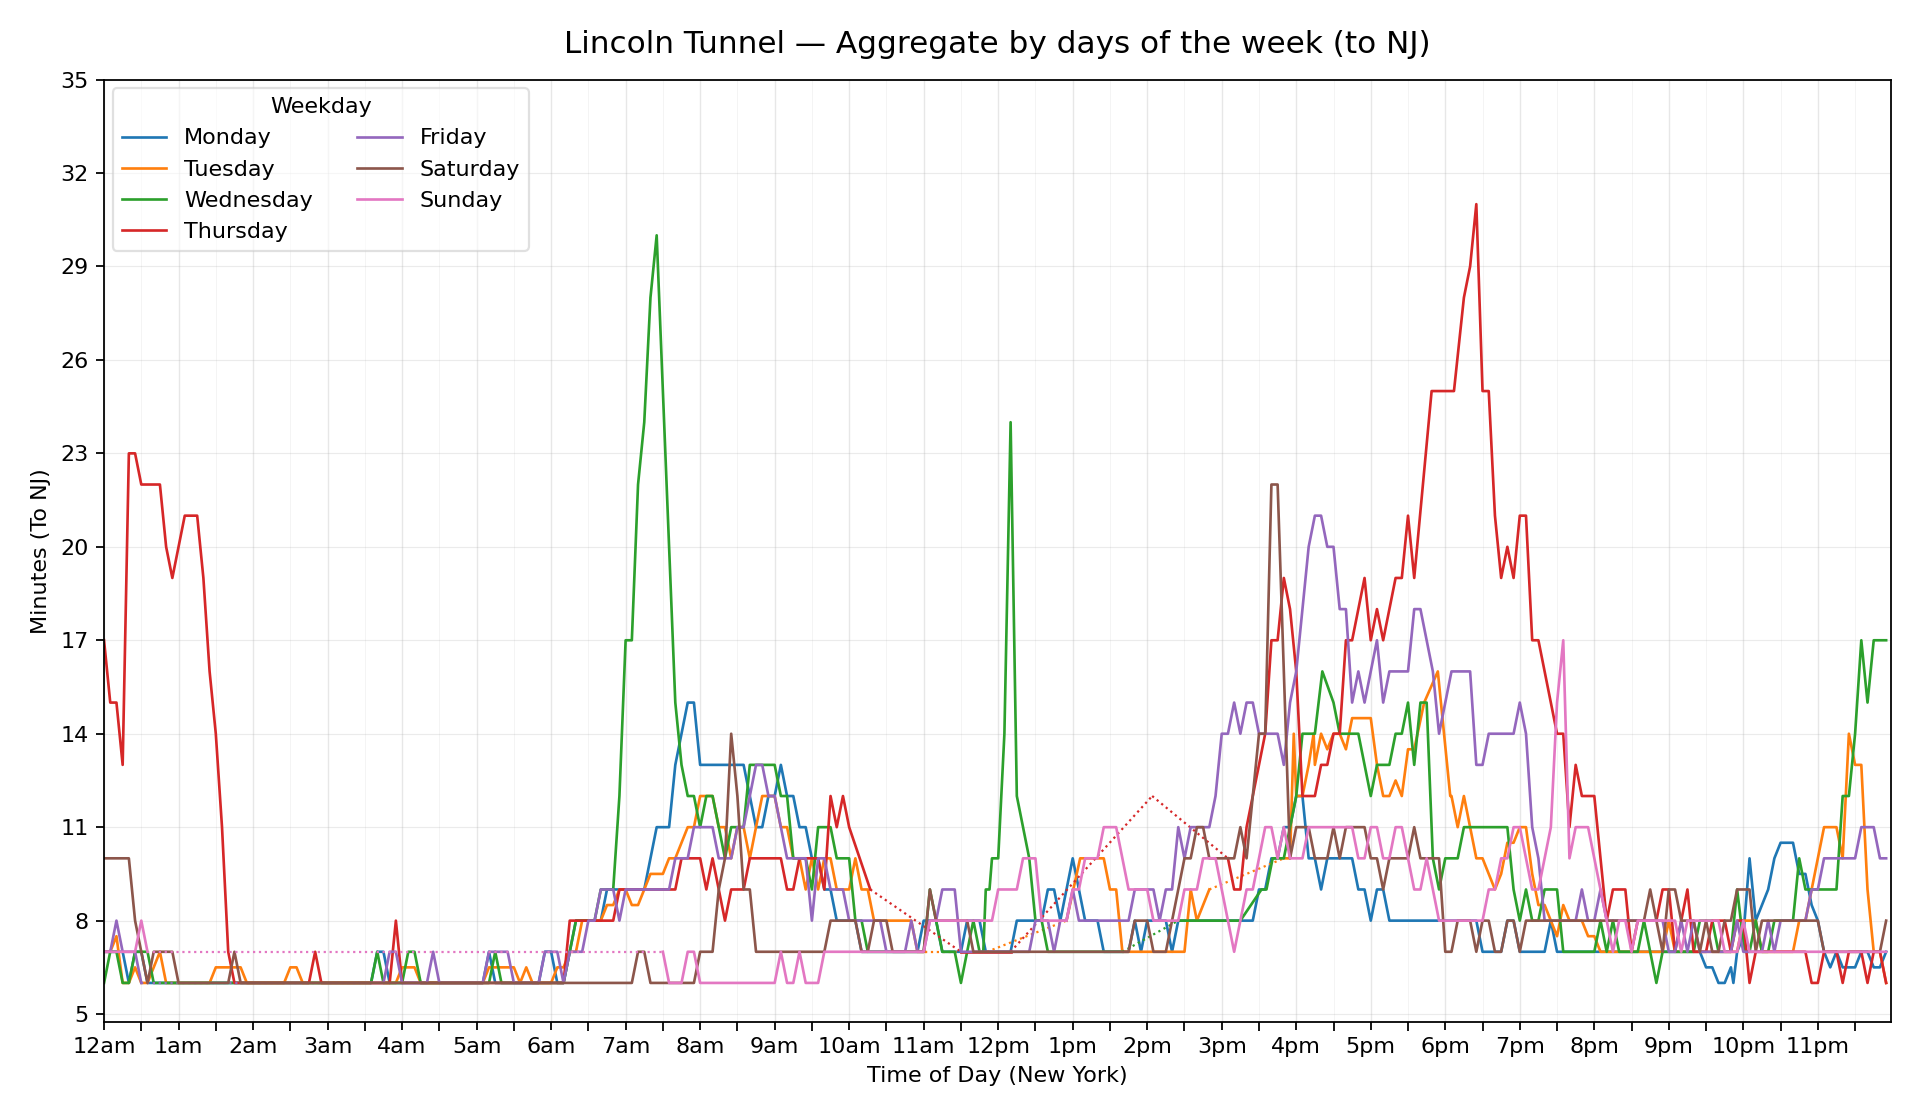 Lincoln Tunnel — Aggregate by days of the week (to NJ)
Weekday
Monday
Tuesday
Wednesday
Thursday
Friday
Saturday
Sunday
Minutes (To NJ)
35
32
29
26
23
20
17
14
11
8
5
12am 1am 2am 3am 4am 5am 6am 7am 8am 9am 10am 11am 12pm 1pm 2pm 3pm 4pm 5pm 6pm 7pm 8pm 9pm 10pm 11pm
Time of Day (New York)